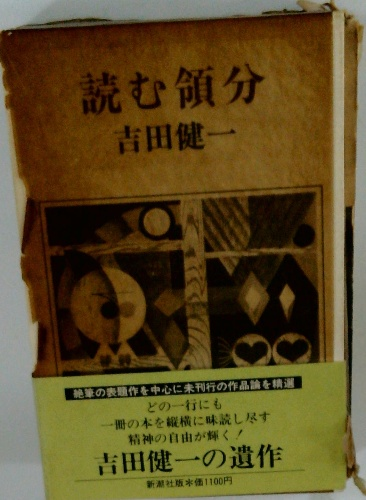 読む領分
吉田健一
絶筆の表題作を中心に未刊行の作品論を精選
どの一行にも
一冊の本を縦横に味読し尽す
精神の自由が輝く！
吉田健一の遺作
新潮社版定価1100円